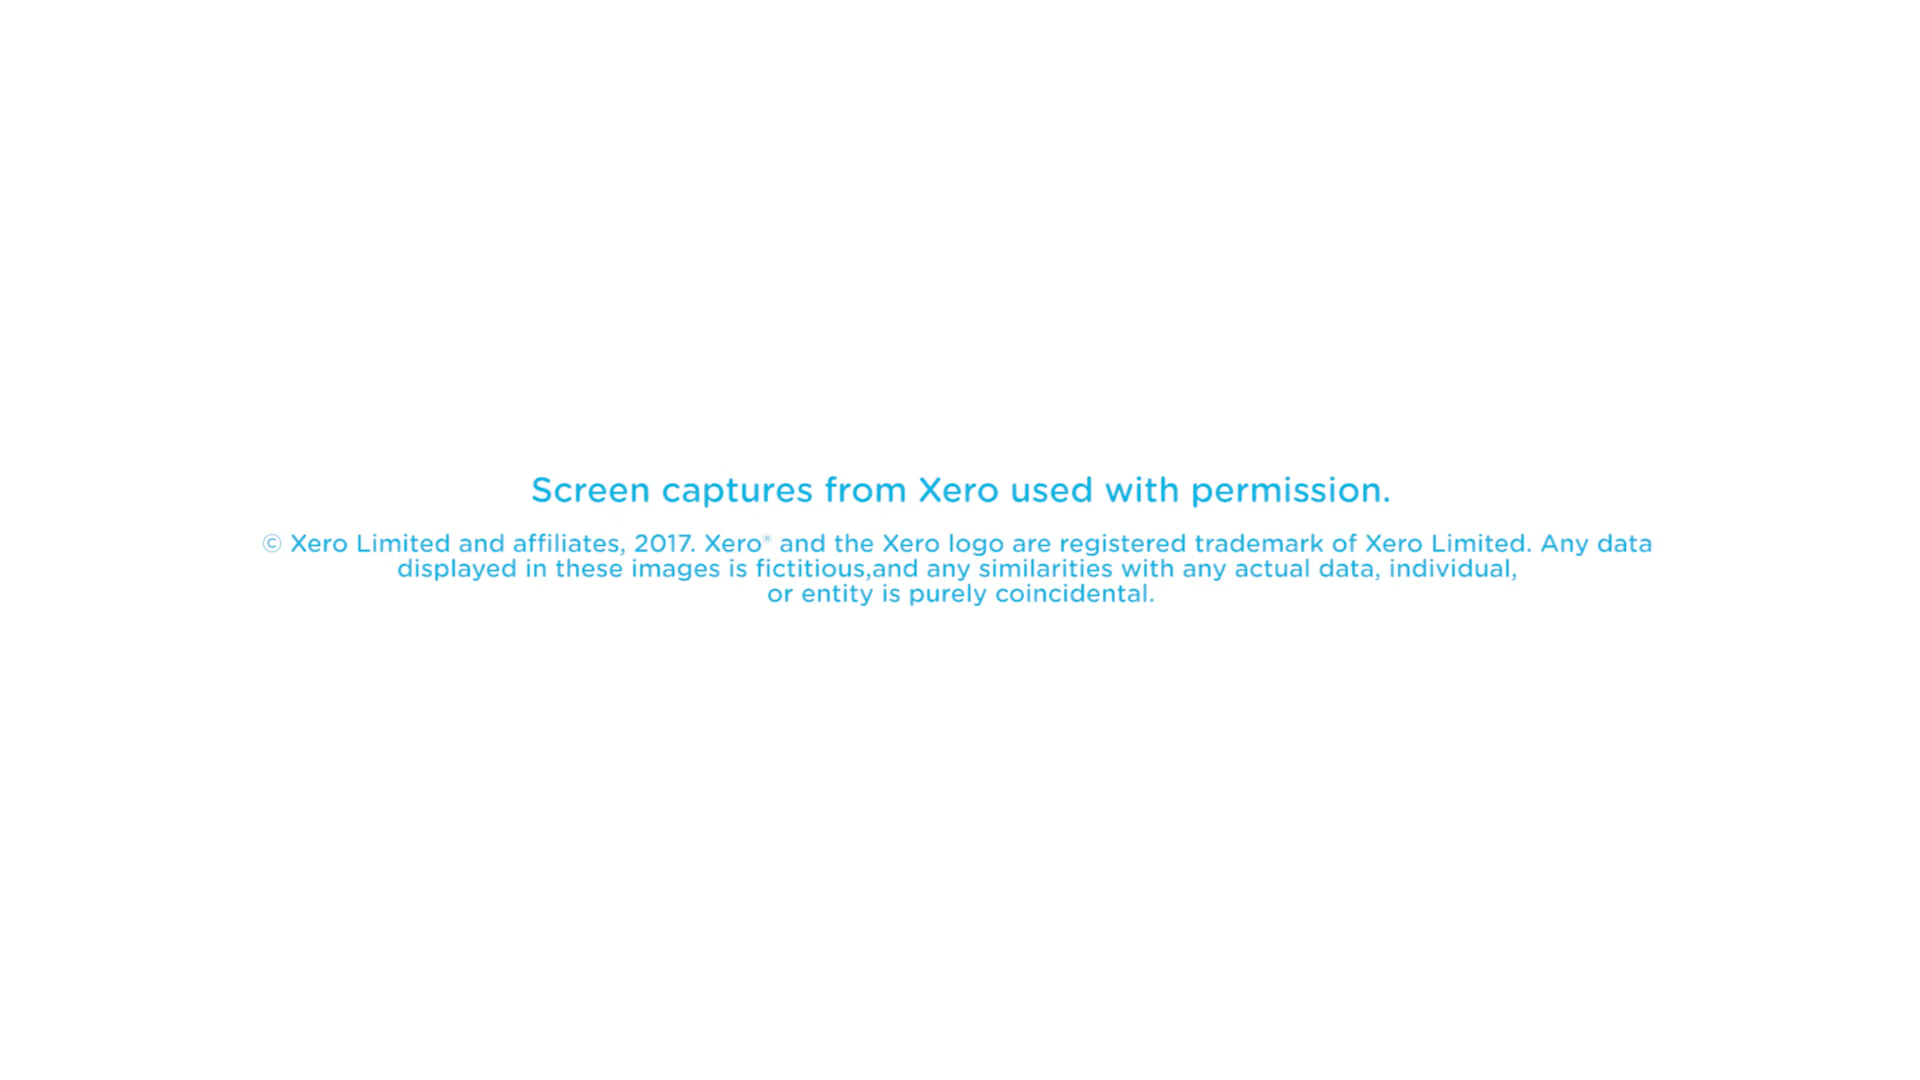 Screen captures from Xero used with permission.
© Xero Limited and affiliates, 2017. Xero® and the Xero logo are registered trademark of Xero Limited. Any data
displayed in these images is fictitious,and any similarities with any actual data, individual,
or entity is purely coincidental.